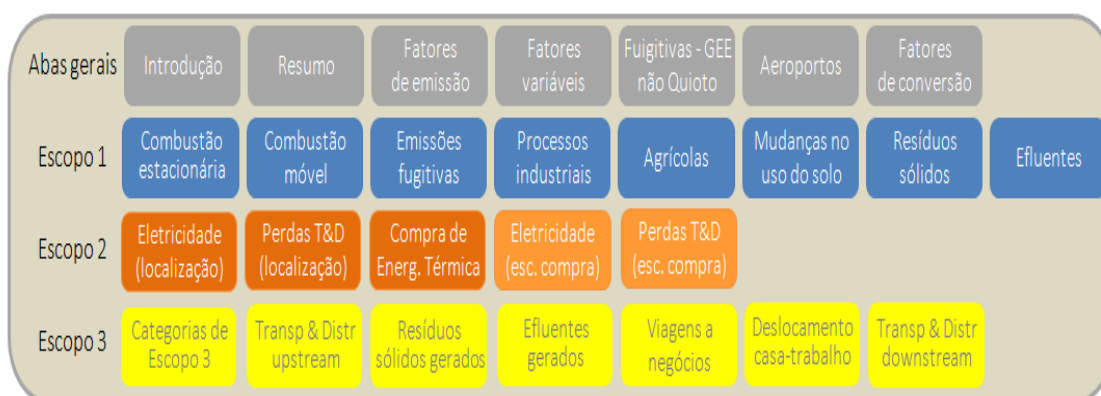 Abas gerais
Introdução
Resumo
Fatores
de emissão
Fatores
variáveis
Fuigitivas - GEE
não Quioto
Aeroportos
Fatores
de conversão
Escopo 1
Combustão
estacionária
Combustão
móvel
Emissões
fugitivas
Processos
industriais
Agrícolas
Mudanças no
uso do solo
Resíduos
sólidos
Efluentes
Escopo 2
Eletricidade
(localização)
Perdas T&D
(localização)
Compra de
Energ. Térmica
Eletricidade
(esc. compra)
Perdas T&D
(esc. compra)
Escopo 3
Categorias de
Escopo 3
Transp & Distr
upstream
Resíduos
sólidos gerados
Efluentes
gerados
Viagens a
negócios
Deslocamento
casa-trabalho
Transp & Distr
downstream